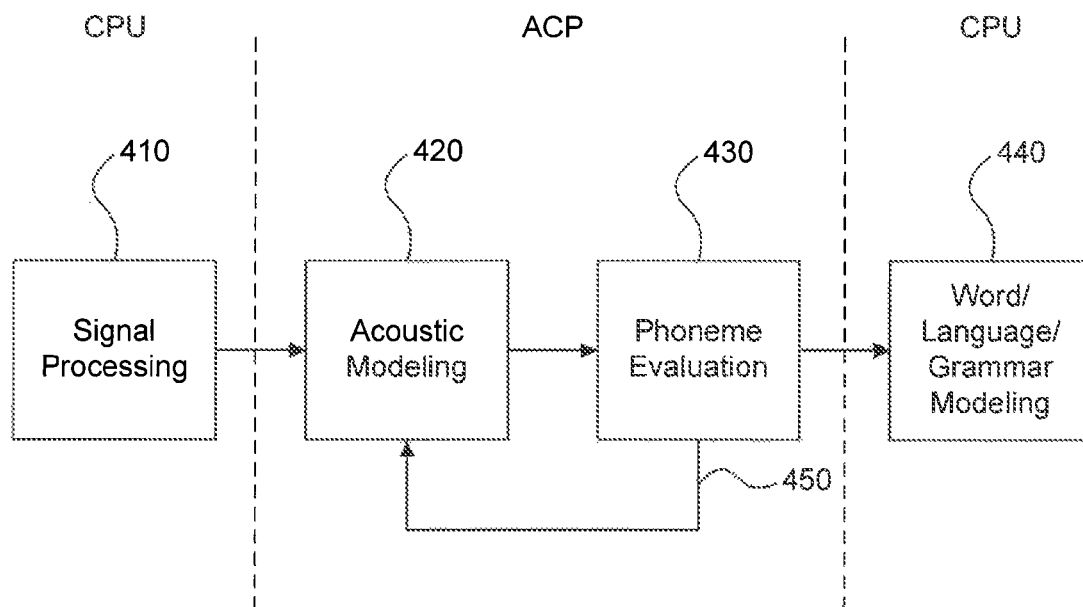 CPU
ACP
CPU
410
420
430
440
Signal
Processing
Acoustic
Modeling
Phoneme
Evaluation
Word/
Language/
Grammar
Modeling
450